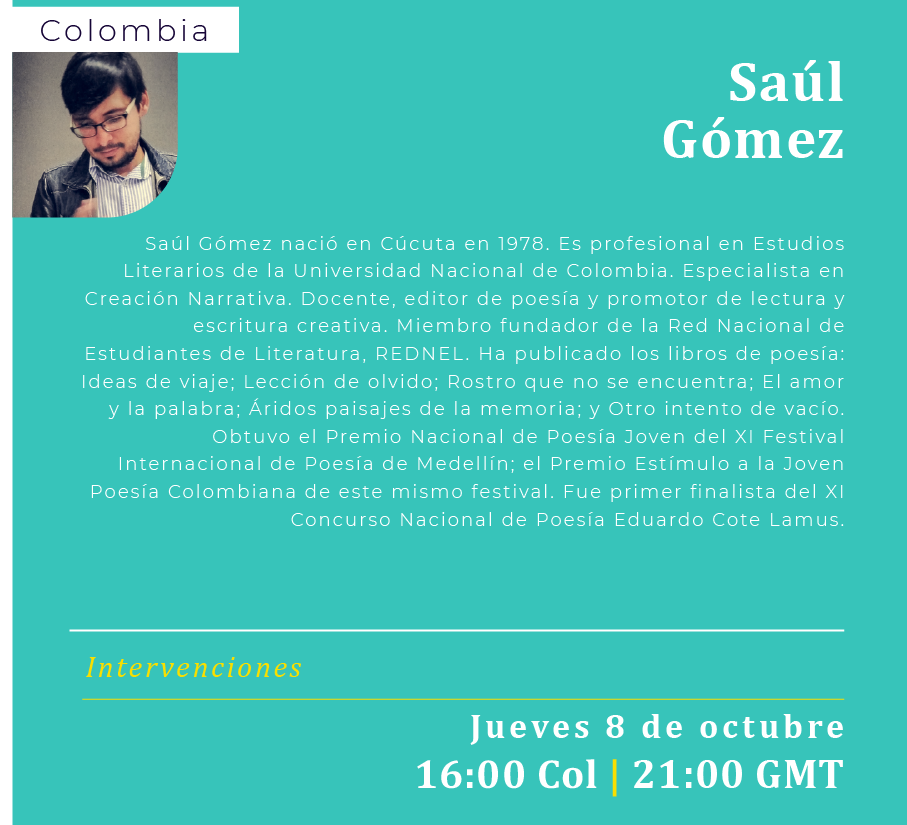 Colombia
Saúl
Gómez
Saúl Gómez nació en Cúcuta en 1978. Es profesional en Estudios
Literarios de la Universidad Nacional de Colombia. Especialista en
Creación Narrativa. Docente, editor de poesía y promotor de lectura y
escritura creativa. Miembro fundador de la Red Nacional de
Estudiantes de Literatura, REDNEL. Ha publicado los libros de poesía:
Ideas de viaje; Lección de olvido; Rostro que no se encuentra; El amor
y la palabra; Áridos paisajes de la memoria; y Otro intento de vacío.
Obtuvo el Premio Nacional de Poesía Joven del XI Festival
Internacional de Poesía de Medellín; el Premio Estímulo a la Joven
Poesía Colombiana de este mismo festival. Fue primer finalista del XI
Concurso Nacional de Poesía Eduardo Cote Lamus.
Intervenciones
Jueves 8 de octubre
16:00 Col | 21:00 GMT